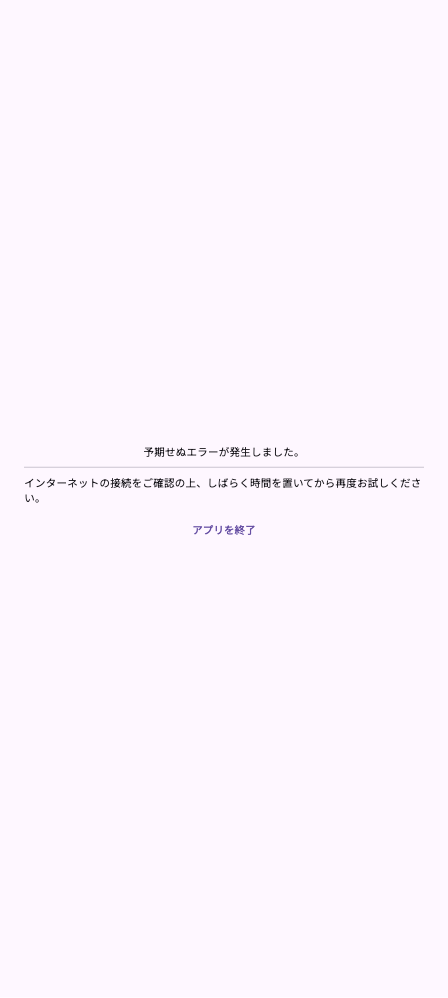 予期せぬエラーが発生しました。
インターネットの接続をご確認の上、しばらく時間を置いてから再度お試しくださ
い。
アプリを終了